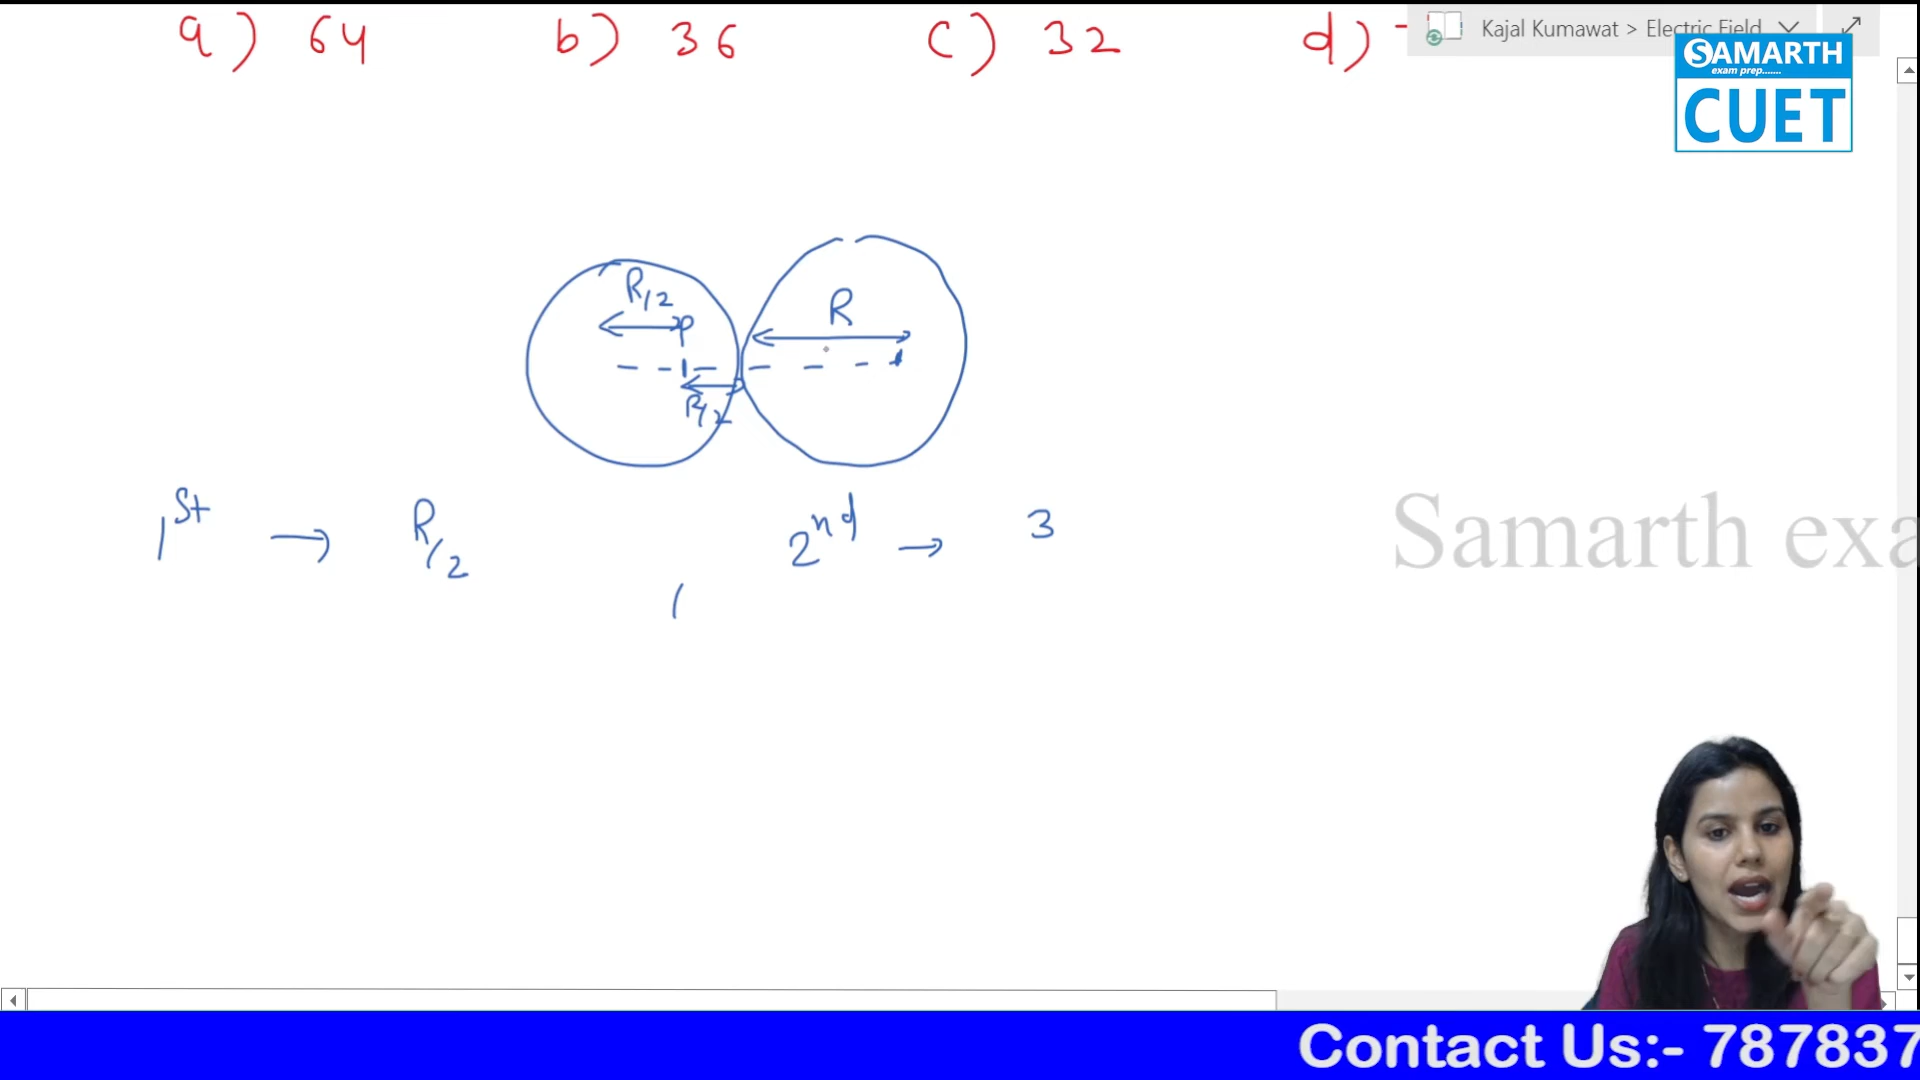 a) 64 b) 36 c) 32 d)
Kajal Kumawat > Electric Field
SAMARTH
exam prep.......
CUET
R/2
R
P
R/2
1st → R/2 2nd → 3
Samarth exa
Contact Us:- 787837